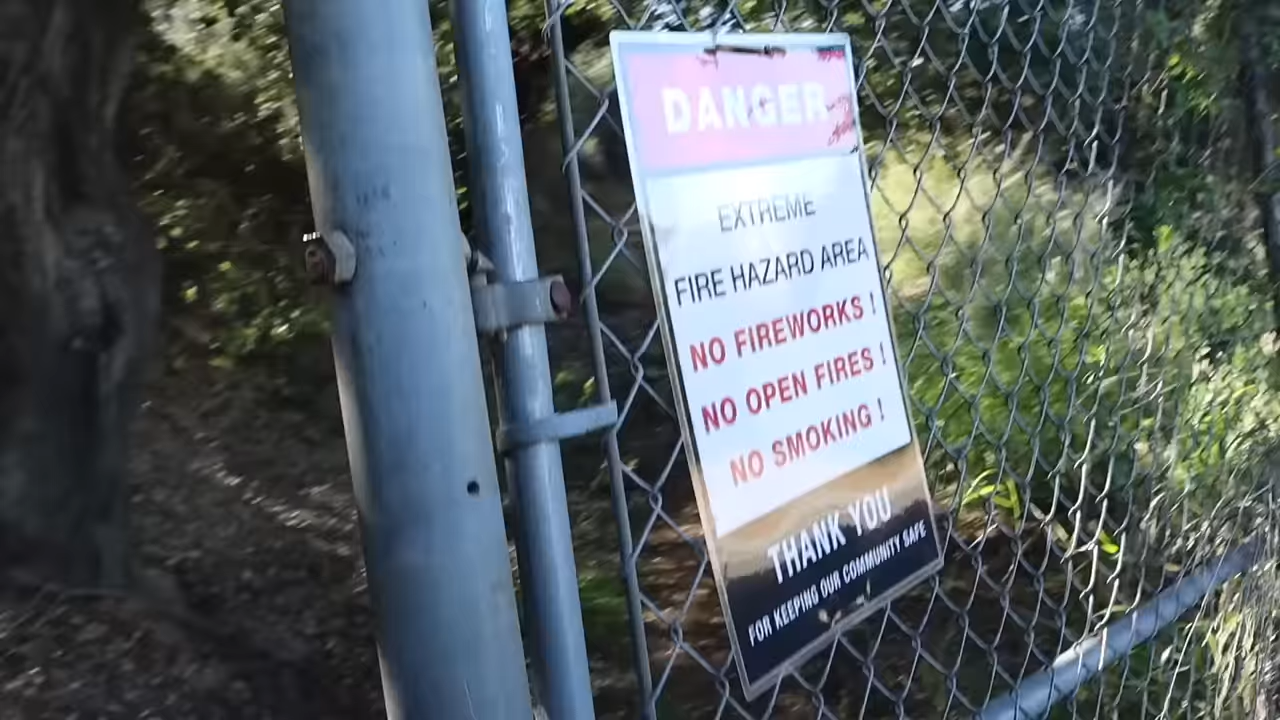 DANGER
EXTREME
FIRE HAZARD AREA
NO FIREWORKS !
NO OPEN FIRES !
NO SMOKING !
THANK YOU
FOR KEEPING OUR COMMUNITY SAFE